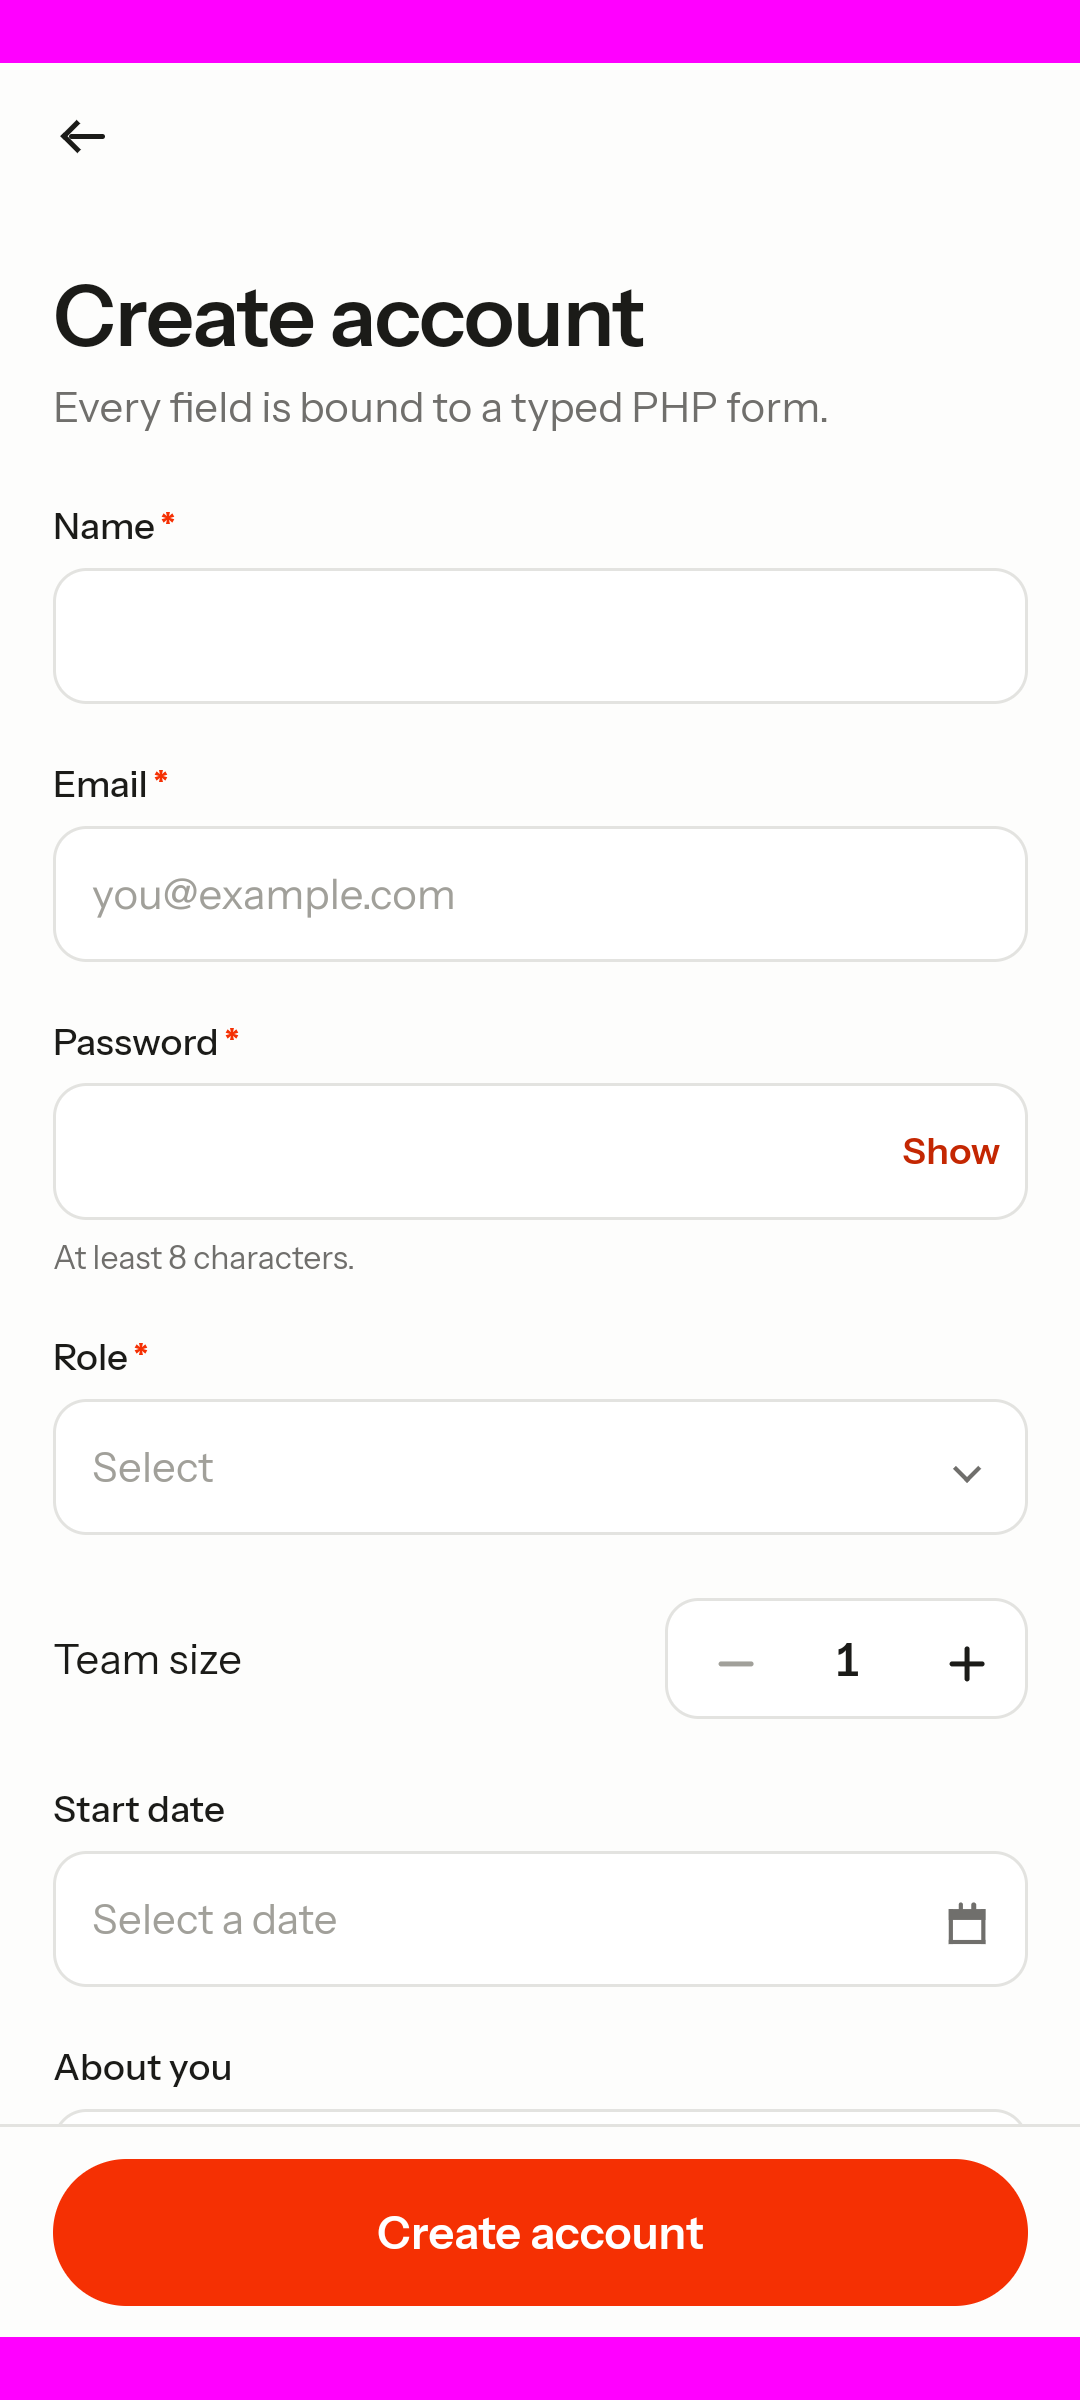 Create account
Every field is bound to a typed PHP form.
Name *
Email *
you@example.com
Password *
Show
At least 8 characters.
Role *
Select
Team size
1
Start date
Select a date
About you
Create account